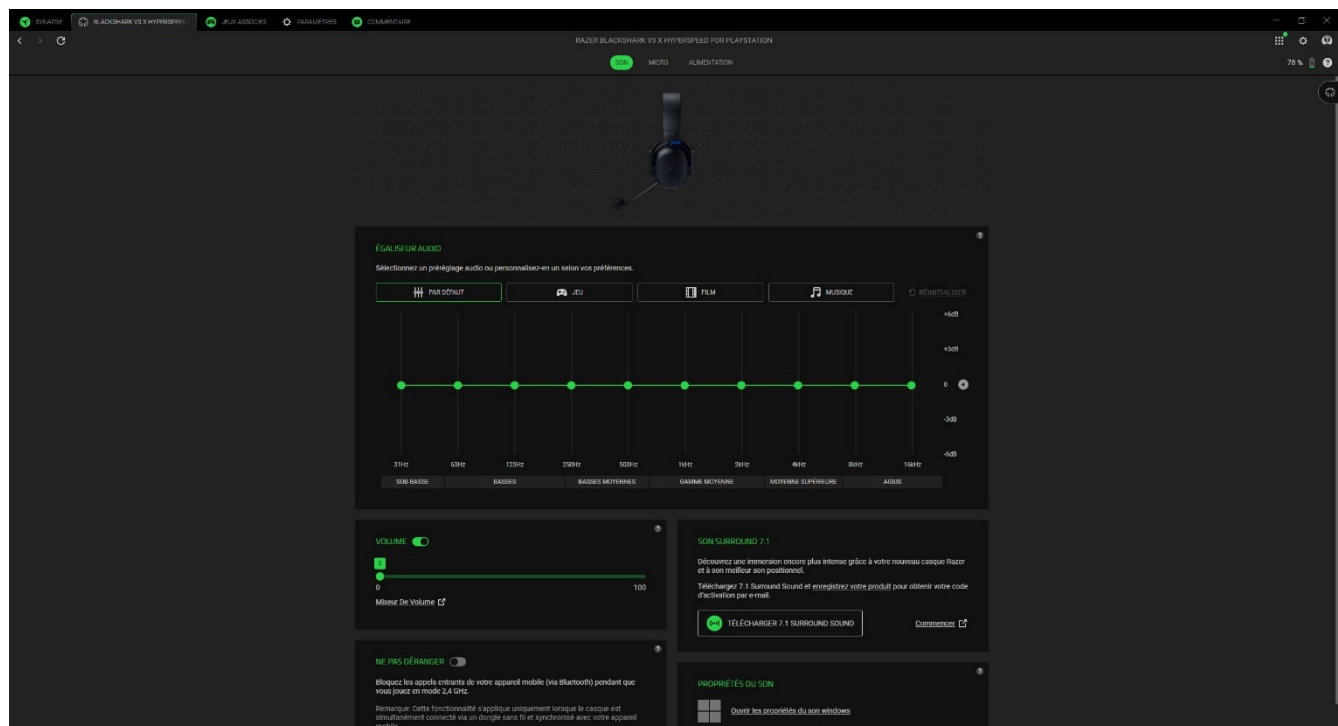 SYNAPSE
BLACKSHARK V3 X HYPERSPEED
JEUX ASSOCIÉS
PARAMÈTRES
COMMENTAIRE
RAZER BLACKSHARK V3 X HYPERSPEED FOR PLAYSTATION
SON MICRO ALIMENTATION
78 %
ÉGALISEUR AUDIO
Sélectionnez un préréglage audio ou personnalisez-en un selon vos préférences.
PAR DÉFAUT JEU FILM MUSIQUE RÉINITIALISER
+6dB
+3dB
0
-3dB
-6dB
31Hz 63Hz 125Hz 250Hz 500Hz 1kHz 2kHz 4kHz 8kHz 16kHz
SUB-BASSE BASSES BASSES MOYENNES GAMME MOYENNE MOYENNE SUPÉRIEURE AIGUS
VOLUME
0 100
Mixeur De Volume
SON SURROUND 7.1
Découvrez une immersion encore plus intense grâce à votre nouveau casque Razer
et à son meilleur son positionnel.
Téléchargez 7.1 Surround Sound et enregistrez votre produit pour obtenir votre code
d'activation par e-mail.
TÉLÉCHARGER 7.1 SURROUND SOUND
Commencer
NE PAS DÉRANGER
Bloquez les appels entrants de votre appareil mobile (via Bluetooth) pendant que
vous jouez en mode 2,4 GHz.
Remarque: Cette fonctionnalité s'applique uniquement lorsque le casque est
simultanément connecté via un dongle sans fil et synchronisé avec votre appareil
mobile.
PROPRIÉTÉS DU SON
Ouvrir les propriétés du son windows